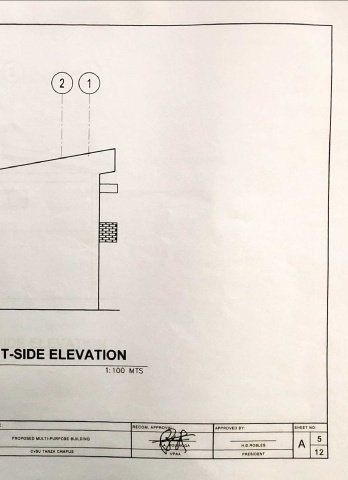 2 1
T-SIDE ELEVATION
1:100 MTS
RECOM. APPROVAL: APPROVED BY: SHEET NO:
PROPOSED MULTI-PURPOSE BUILDING
H.B. ROBLES
A 5
12
CVSU TANZA CAMPUS VPAA PRESIDENT